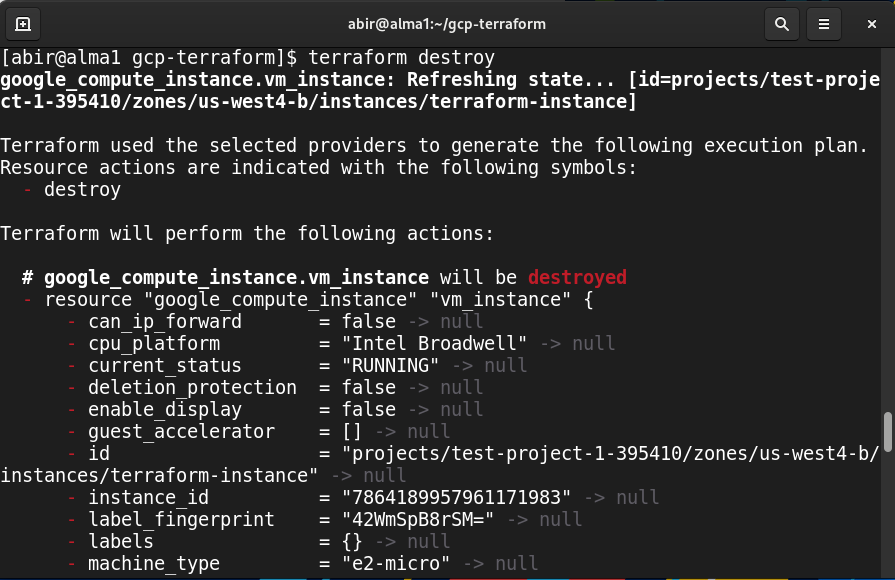 abir@alma1:~/gcp-terraform
[abir@alma1 gcp-terraform]$ terraform destroy
google_compute_instance.vm_instance: Refreshing state... [id=projects/test-proje
ct-1-395410/zones/us-west4-b/instances/terraform-instance]

Terraform used the selected providers to generate the following execution plan.
Resource actions are indicated with the following symbols:
  - destroy

Terraform will perform the following actions:

  # google_compute_instance.vm_instance will be destroyed
  - resource "google_compute_instance" "vm_instance" {
      - can_ip_forward       = false -> null
      - cpu_platform         = "Intel Broadwell" -> null
      - current_status       = "RUNNING" -> null
      - deletion_protection  = false -> null
      - enable_display       = false -> null
      - guest_accelerator    = [] -> null
      - id                   = "projects/test-project-1-395410/zones/us-west4-b/
instances/terraform-instance" -> null
      - instance_id          = "7864189957961171983" -> null
      - label_fingerprint    = "42WmSpB8rSM=" -> null
      - labels               = {} -> null
      - machine_type         = "e2-micro" -> null